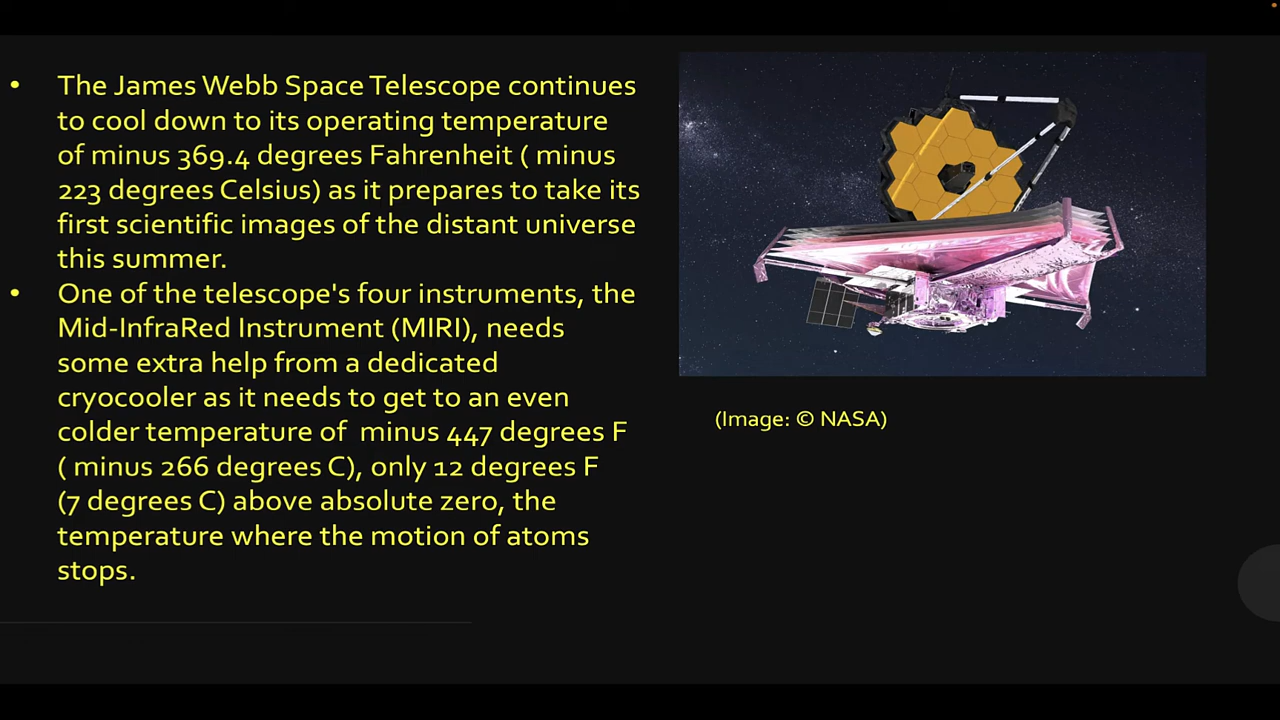 • The James Webb Space Telescope continues
to cool down to its operating temperature
of minus 369.4 degrees Fahrenheit ( minus
223 degrees Celsius) as it prepares to take its
first scientific images of the distant universe
this summer.
• One of the telescope's four instruments, the
Mid-InfraRed Instrument (MIRI), needs
some extra help from a dedicated
cryocooler as it needs to get to an even
colder temperature of  minus 447 degrees F
( minus 266 degrees C), only 12 degrees F
(7 degrees C) above absolute zero, the
temperature where the motion of atoms
stops.
(Image: © NASA)